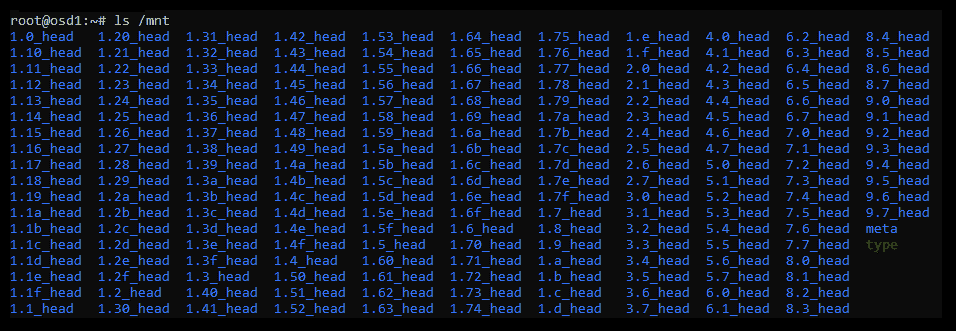 root@osd1:~# ls /mnt
1.0_head 1.20_head 1.31_head 1.42_head 1.53_head 1.64_head 1.75_head 1.e_head 4.0_head 6.2_head 8.4_head
1.10_head 1.21_head 1.32_head 1.43_head 1.54_head 1.65_head 1.76_head 1.f_head 4.1_head 6.3_head 8.5_head
1.11_head 1.22_head 1.33_head 1.44_head 1.55_head 1.66_head 1.77_head 2.0_head 4.2_head 6.4_head 8.6_head
1.12_head 1.23_head 1.34_head 1.45_head 1.56_head 1.67_head 1.78_head 2.1_head 4.3_head 6.5_head 8.7_head
1.13_head 1.24_head 1.35_head 1.46_head 1.57_head 1.68_head 1.79_head 2.2_head 4.4_head 6.6_head 9.0_head
1.14_head 1.25_head 1.36_head 1.47_head 1.58_head 1.69_head 1.7a_head 2.3_head 4.5_head 6.7_head 9.1_head
1.15_head 1.26_head 1.37_head 1.48_head 1.59_head 1.6a_head 1.7b_head 2.4_head 4.6_head 7.0_head 9.2_head
1.16_head 1.27_head 1.38_head 1.49_head 1.5a_head 1.6b_head 1.7c_head 2.5_head 4.7_head 7.1_head 9.3_head
1.17_head 1.28_head 1.39_head 1.4a_head 1.5b_head 1.6c_head 1.7d_head 2.6_head 5.0_head 7.2_head 9.4_head
1.18_head 1.29_head 1.3a_head 1.4b_head 1.5c_head 1.6d_head 1.7e_head 2.7_head 5.1_head 7.3_head 9.5_head
1.19_head 1.2a_head 1.3b_head 1.4c_head 1.5d_head 1.6e_head 1.7f_head 3.0_head 5.2_head 7.4_head 9.6_head
1.1a_head 1.2b_head 1.3c_head 1.4d_head 1.5e_head 1.6f_head 1.7_head 3.1_head 5.3_head 7.5_head 9.7_head
1.1b_head 1.2c_head 1.3d_head 1.4e_head 1.5f_head 1.6_head 1.8_head 3.2_head 5.4_head 7.6_head meta
1.1c_head 1.2d_head 1.3e_head 1.4f_head 1.5_head 1.70_head 1.9_head 3.3_head 5.5_head 7.7_head type
1.1d_head 1.2e_head 1.3f_head 1.4_head 1.60_head 1.71_head 1.a_head 3.4_head 5.6_head 8.0_head
1.1e_head 1.2f_head 1.3_head 1.50_head 1.61_head 1.72_head 1.b_head 3.5_head 5.7_head 8.1_head
1.1f_head 1.2_head 1.40_head 1.51_head 1.62_head 1.73_head 1.c_head 3.6_head 6.0_head 8.2_head
1.1_head 1.30_head 1.41_head 1.52_head 1.63_head 1.74_head 1.d_head 3.7_head 6.1_head 8.3_head